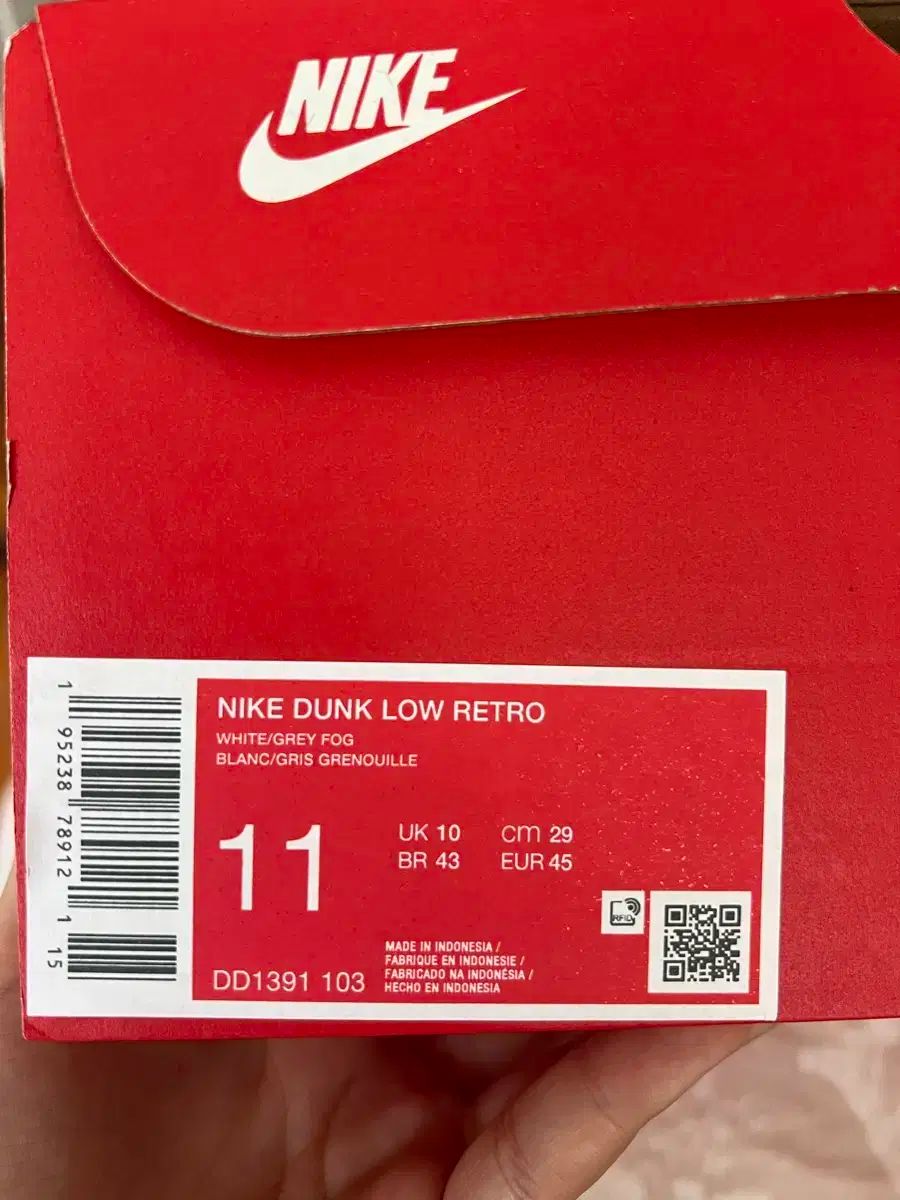 NIKE
NIKE DUNK LOW RETRO
WHITE/GREY FOG
BLANC/GRIS GRENOUILLE
11
UK 10 cm 29
BR 43 EUR 45
RFID
MADE IN INDONESIA /
FABRIQUE EN INDONESIE /
FABRICADO NA INDONÉSIA /
HECHO EN INDONESIA
DD1391 103
1 95238 78912 1 15